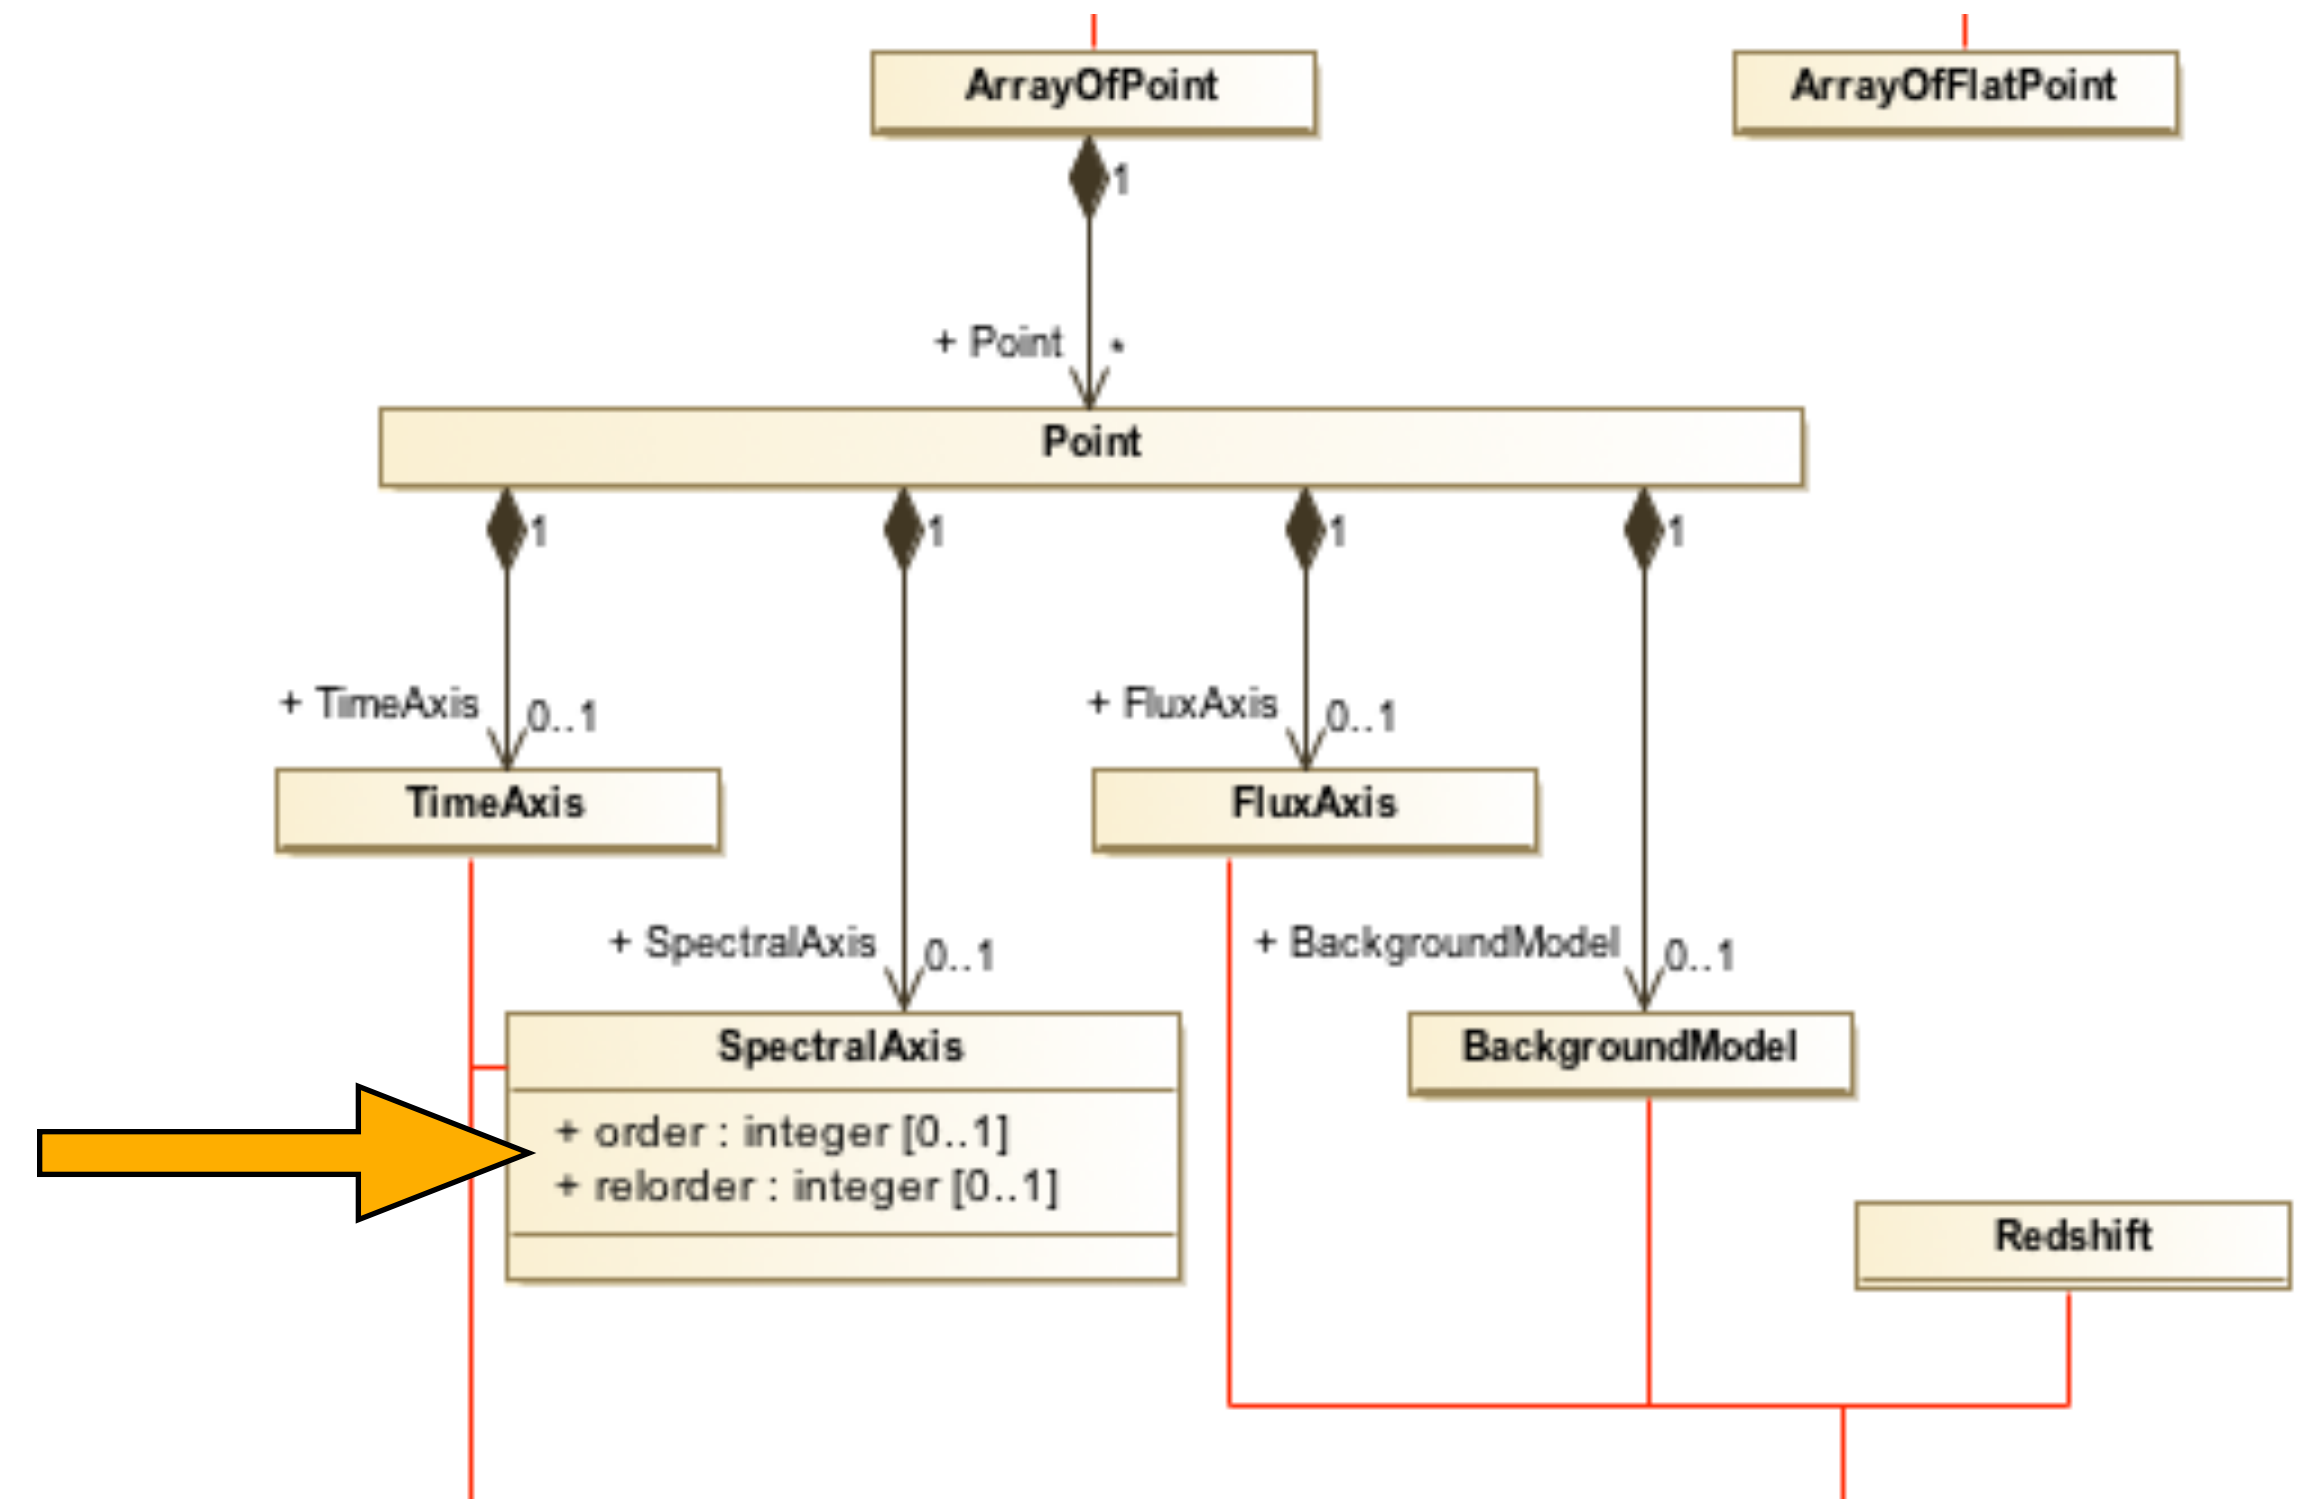 ArrayOfPoint
ArrayOfFlatPoint
1
+ Point
*
Point
1
1
1
1
+ TimeAxis
0..1
+ FluxAxis
0..1
TimeAxis
FluxAxis
+ SpectralAxis
0..1
+ BackgroundModel
0..1
SpectralAxis
BackgroundModel
+ order : integer [0..1]
+ relorder : integer [0..1]
Redshift